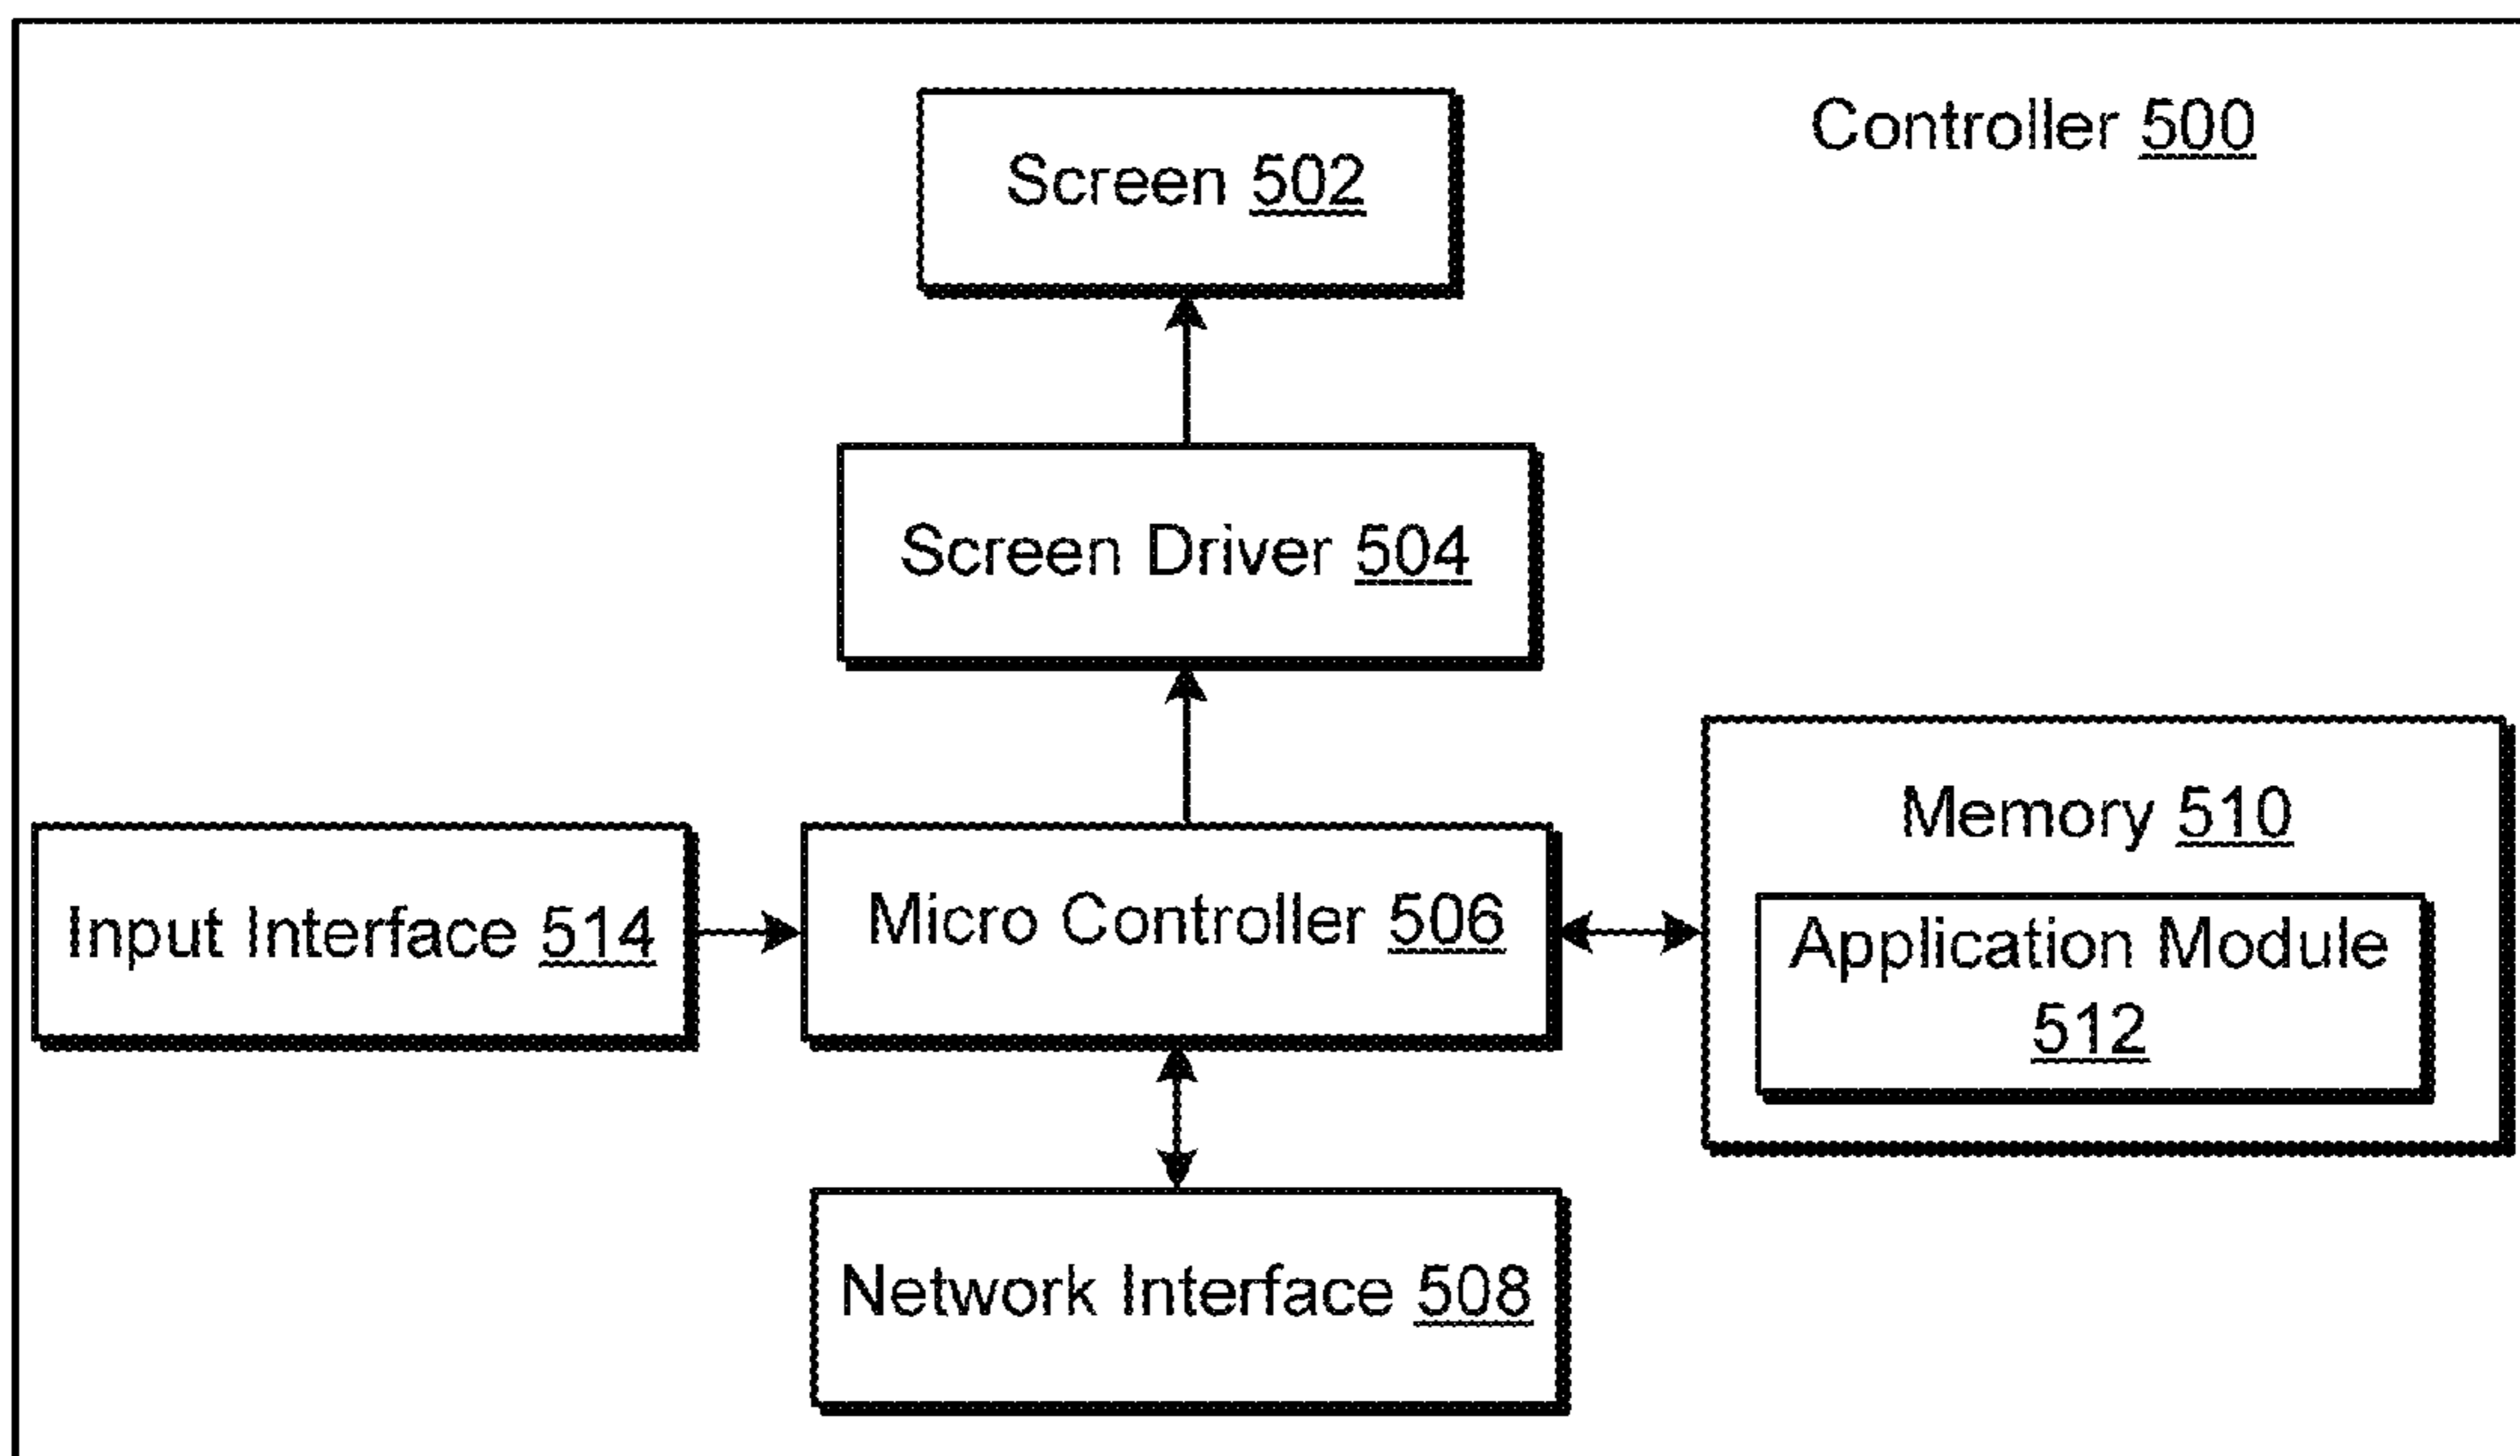 Controller 500
Screen 502
Screen Driver 504
Memory 510
Input Interface 514
Micro Controller 506
Application Module
512
Network Interface 508